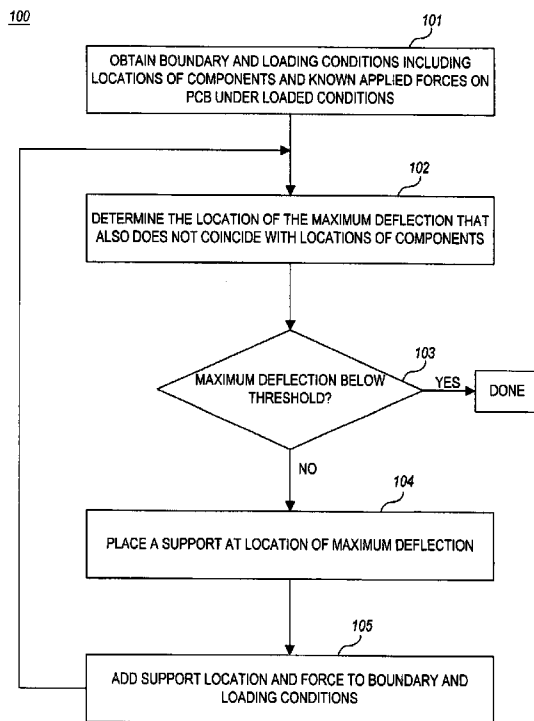 100
101
OBTAIN BOUNDARY AND LOADING CONDITIONS INCLUDING
LOCATIONS OF COMPONENTS AND KNOWN APPLIED FORCES ON
PCB UNDER LOADED CONDITIONS
102
DETERMINE THE LOCATION OF THE MAXIMUM DEFLECTION THAT
ALSO DOES NOT COINCIDE WITH LOCATIONS OF COMPONENTS
103
MAXIMUM DEFLECTION BELOW
THRESHOLD?
YES
DONE
NO
104
PLACE A SUPPORT AT LOCATION OF MAXIMUM DEFLECTION
105
ADD SUPPORT LOCATION AND FORCE TO BOUNDARY AND
LOADING CONDITIONS